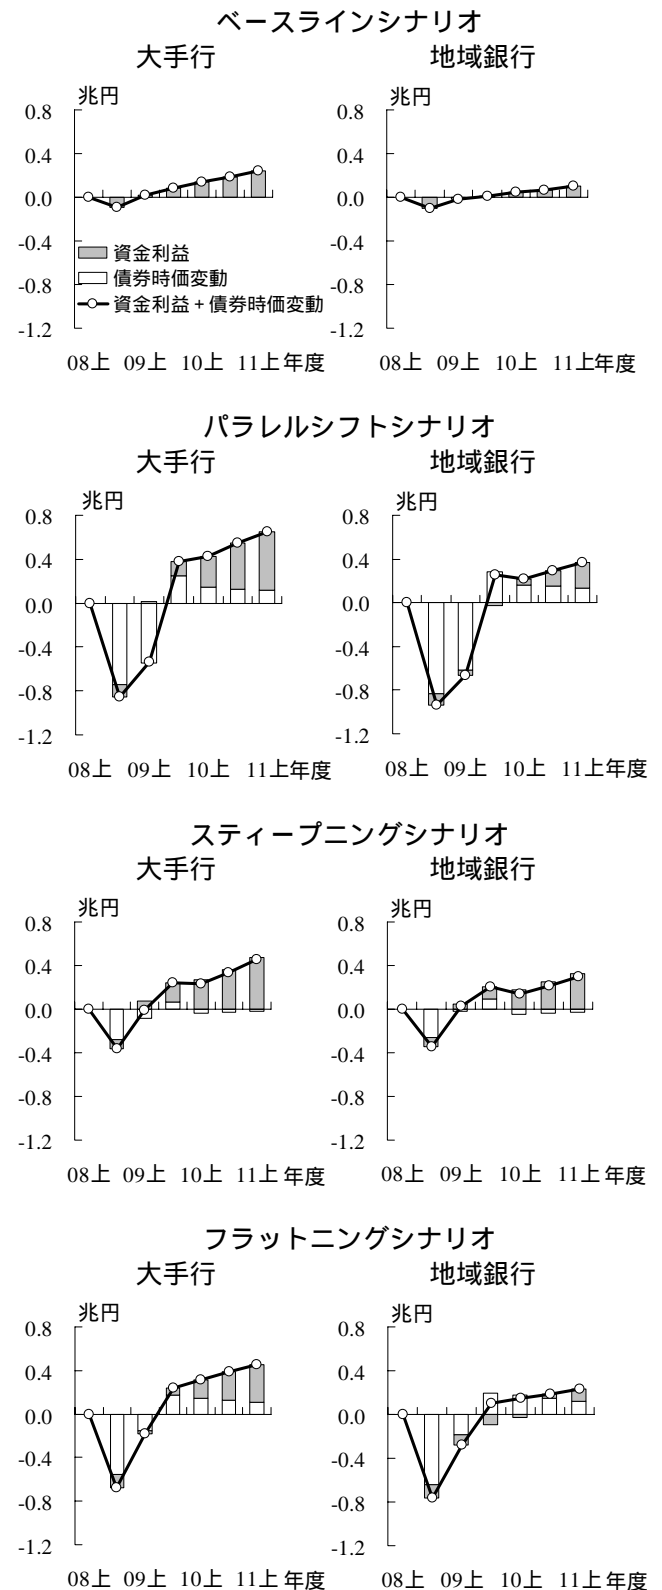 ベースラインシナリオ
大手行 地域銀行
兆円 兆円
0.8 0.8
0.4 0.4
0.0 0.0
-0.4 -0.4
資金利益
債券時価変動
-0.8 -0.8
資金利益+債券時価変動
-1.2 -1.2
08上 09上 10上 11上年度 08上 09上 10上 11上年度
パラレルシフトシナリオ
大手行 地域銀行
兆円 兆円
0.8 0.8
0.4 0.4
0.0 0.0
-0.4 -0.4
-0.8 -0.8
-1.2 -1.2
08上 09上 10上 11上年度 08上 09上 10上 11上年度
スティープニングシナリオ
大手行 地域銀行
兆円 兆円
0.8 0.8
0.4 0.4
0.0 0.0
-0.4 -0.4
-0.8 -0.8
-1.2 -1.2
08上 09上 10上 11上年度 08上 09上 10上 11上年度
フラットニングシナリオ
大手行 地域銀行
兆円 兆円
0.8 0.8
0.4 0.4
0.0 0.0
-0.4 -0.4
-0.8 -0.8
-1.2 -1.2
08上 09上 10上 11上年度 08上 09上 10上 11上年度